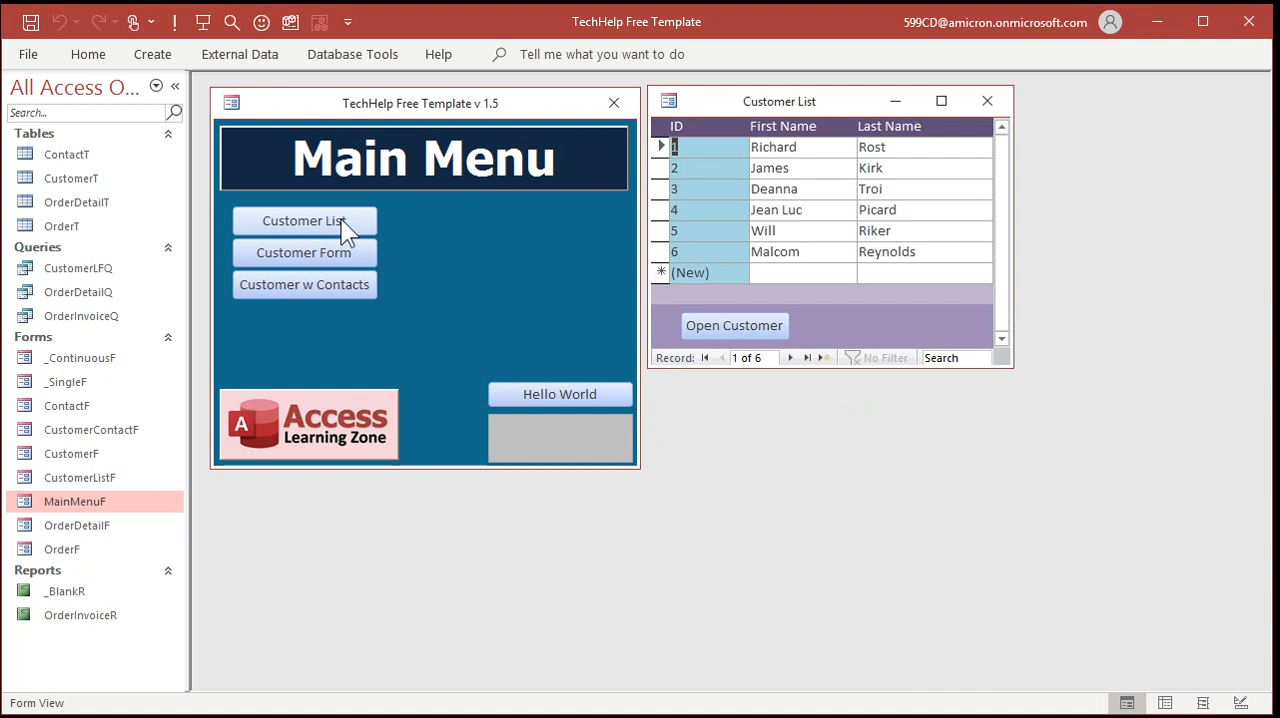 TechHelp Free Template
599CD@amicron.onmicrosoft.com
File Home Create External Data Database Tools Help Tell me what you want to do
All Access O...
Search...
Tables
ContactT
CustomerT
OrderDetailT
OrderT
Queries
CustomerLFQ
OrderDetailQ
OrderInvoiceQ
Forms
_ContinuousF
_SingleF
ContactF
CustomerContactF
CustomerF
CustomerListF
MainMenuF
OrderDetailF
OrderF
Reports
_BlankR
OrderInvoiceR
TechHelp Free Template v 1.5
Main Menu
Customer List
Customer Form
Customer w Contacts
Hello World
A Access
Learning Zone
Customer List
ID First Name Last Name
1 Richard Rost
2 James Kirk
3 Deanna Troi
4 Jean Luc Picard
5 Will Riker
6 Malcom Reynolds
* (New)
Open Customer
Record: 1 of 6 No Filter Search
Form View